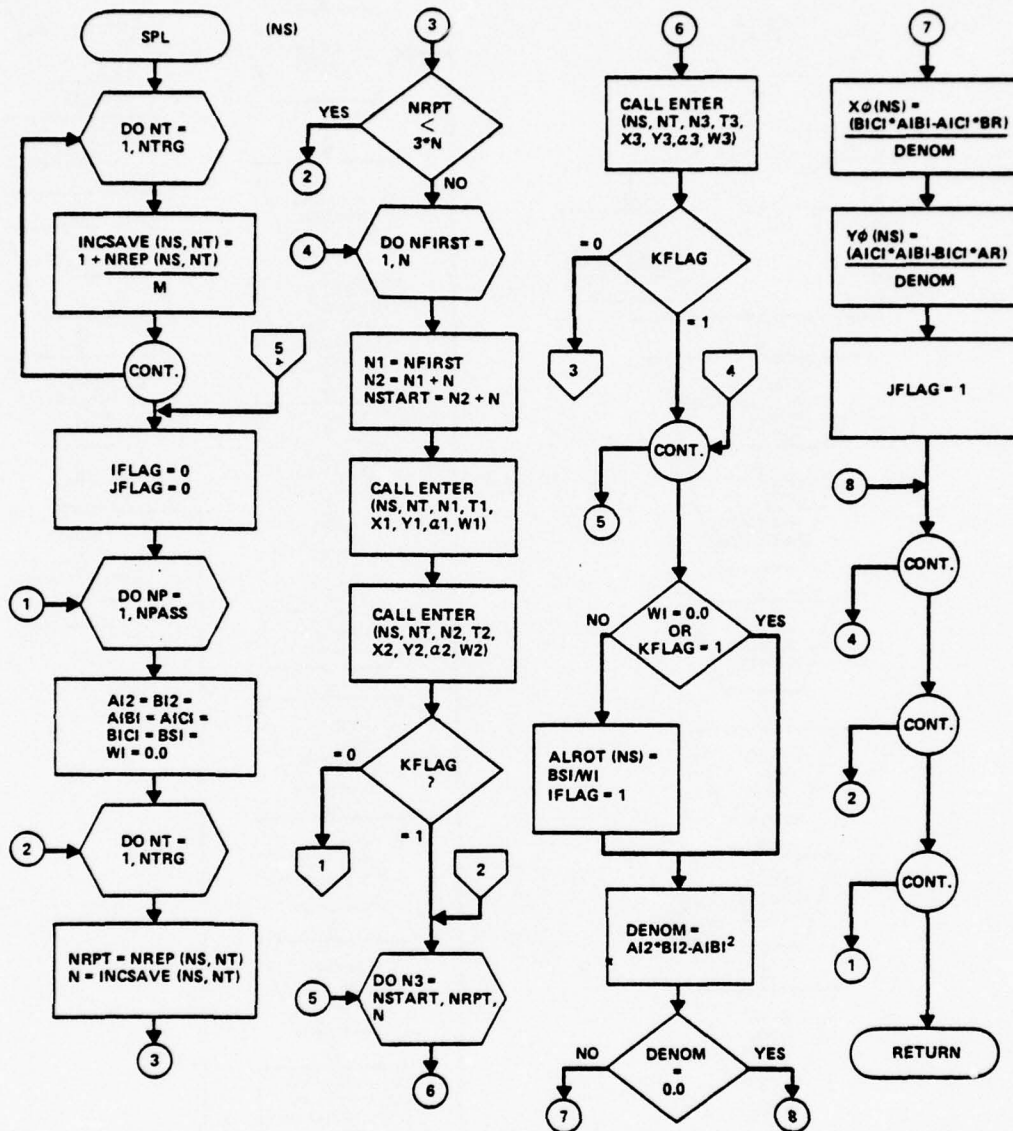 SPL
(NS)
DO NT =
1, NTRG
INCSAVE (NS, NT) =
1 + NREP (NS, NT)
M
CONT.
5
IFLAG = 0
JFLAG = 0
1
DO NP =
1, NPASS
AI2 = BI2 =
AIBI = AICI =
BICI = BSI =
WI = 0.0
2
DO NT =
1, NTRG
NRPT = NREP (NS, NT)
N = INCSAVE (NS, NT)
3
3
NRPT
<
3*N
YES
2
NO
4
DO NFIRST =
1, N
N1 = NFIRST
N2 = N1 + N
NSTART = N2 + N
CALL ENTER
(NS, NT, N1, T1,
X1, Y1, α1, W1)
CALL ENTER
(NS, NT, N2, T2,
X2, Y2, α2, W2)
= 0
KFLAG
?
1
= 1
2
5
DO N3 =
NSTART, NRPT,
N
6
6
CALL ENTER
(NS, NT, N3, T3,
X3, Y3, α3, W3)
= 0
KFLAG
= 1
3
4
CONT.
5
NO
WI = 0.0
OR
KFLAG = 1
YES
ALROT (NS) =
BSI/WI
IFLAG = 1
DENOM =
AI2*BI2-AIBI²
NO
DENOM
=
0.0
YES
7
8
7
Xφ (NS) =
(BICI*AIBI-AICI*BR)
DENOM
Yφ (NS) =
(AICI*AIBI-BICI*AR)
DENOM
JFLAG = 1
8
CONT.
4
CONT.
2
CONT.
1
RETURN